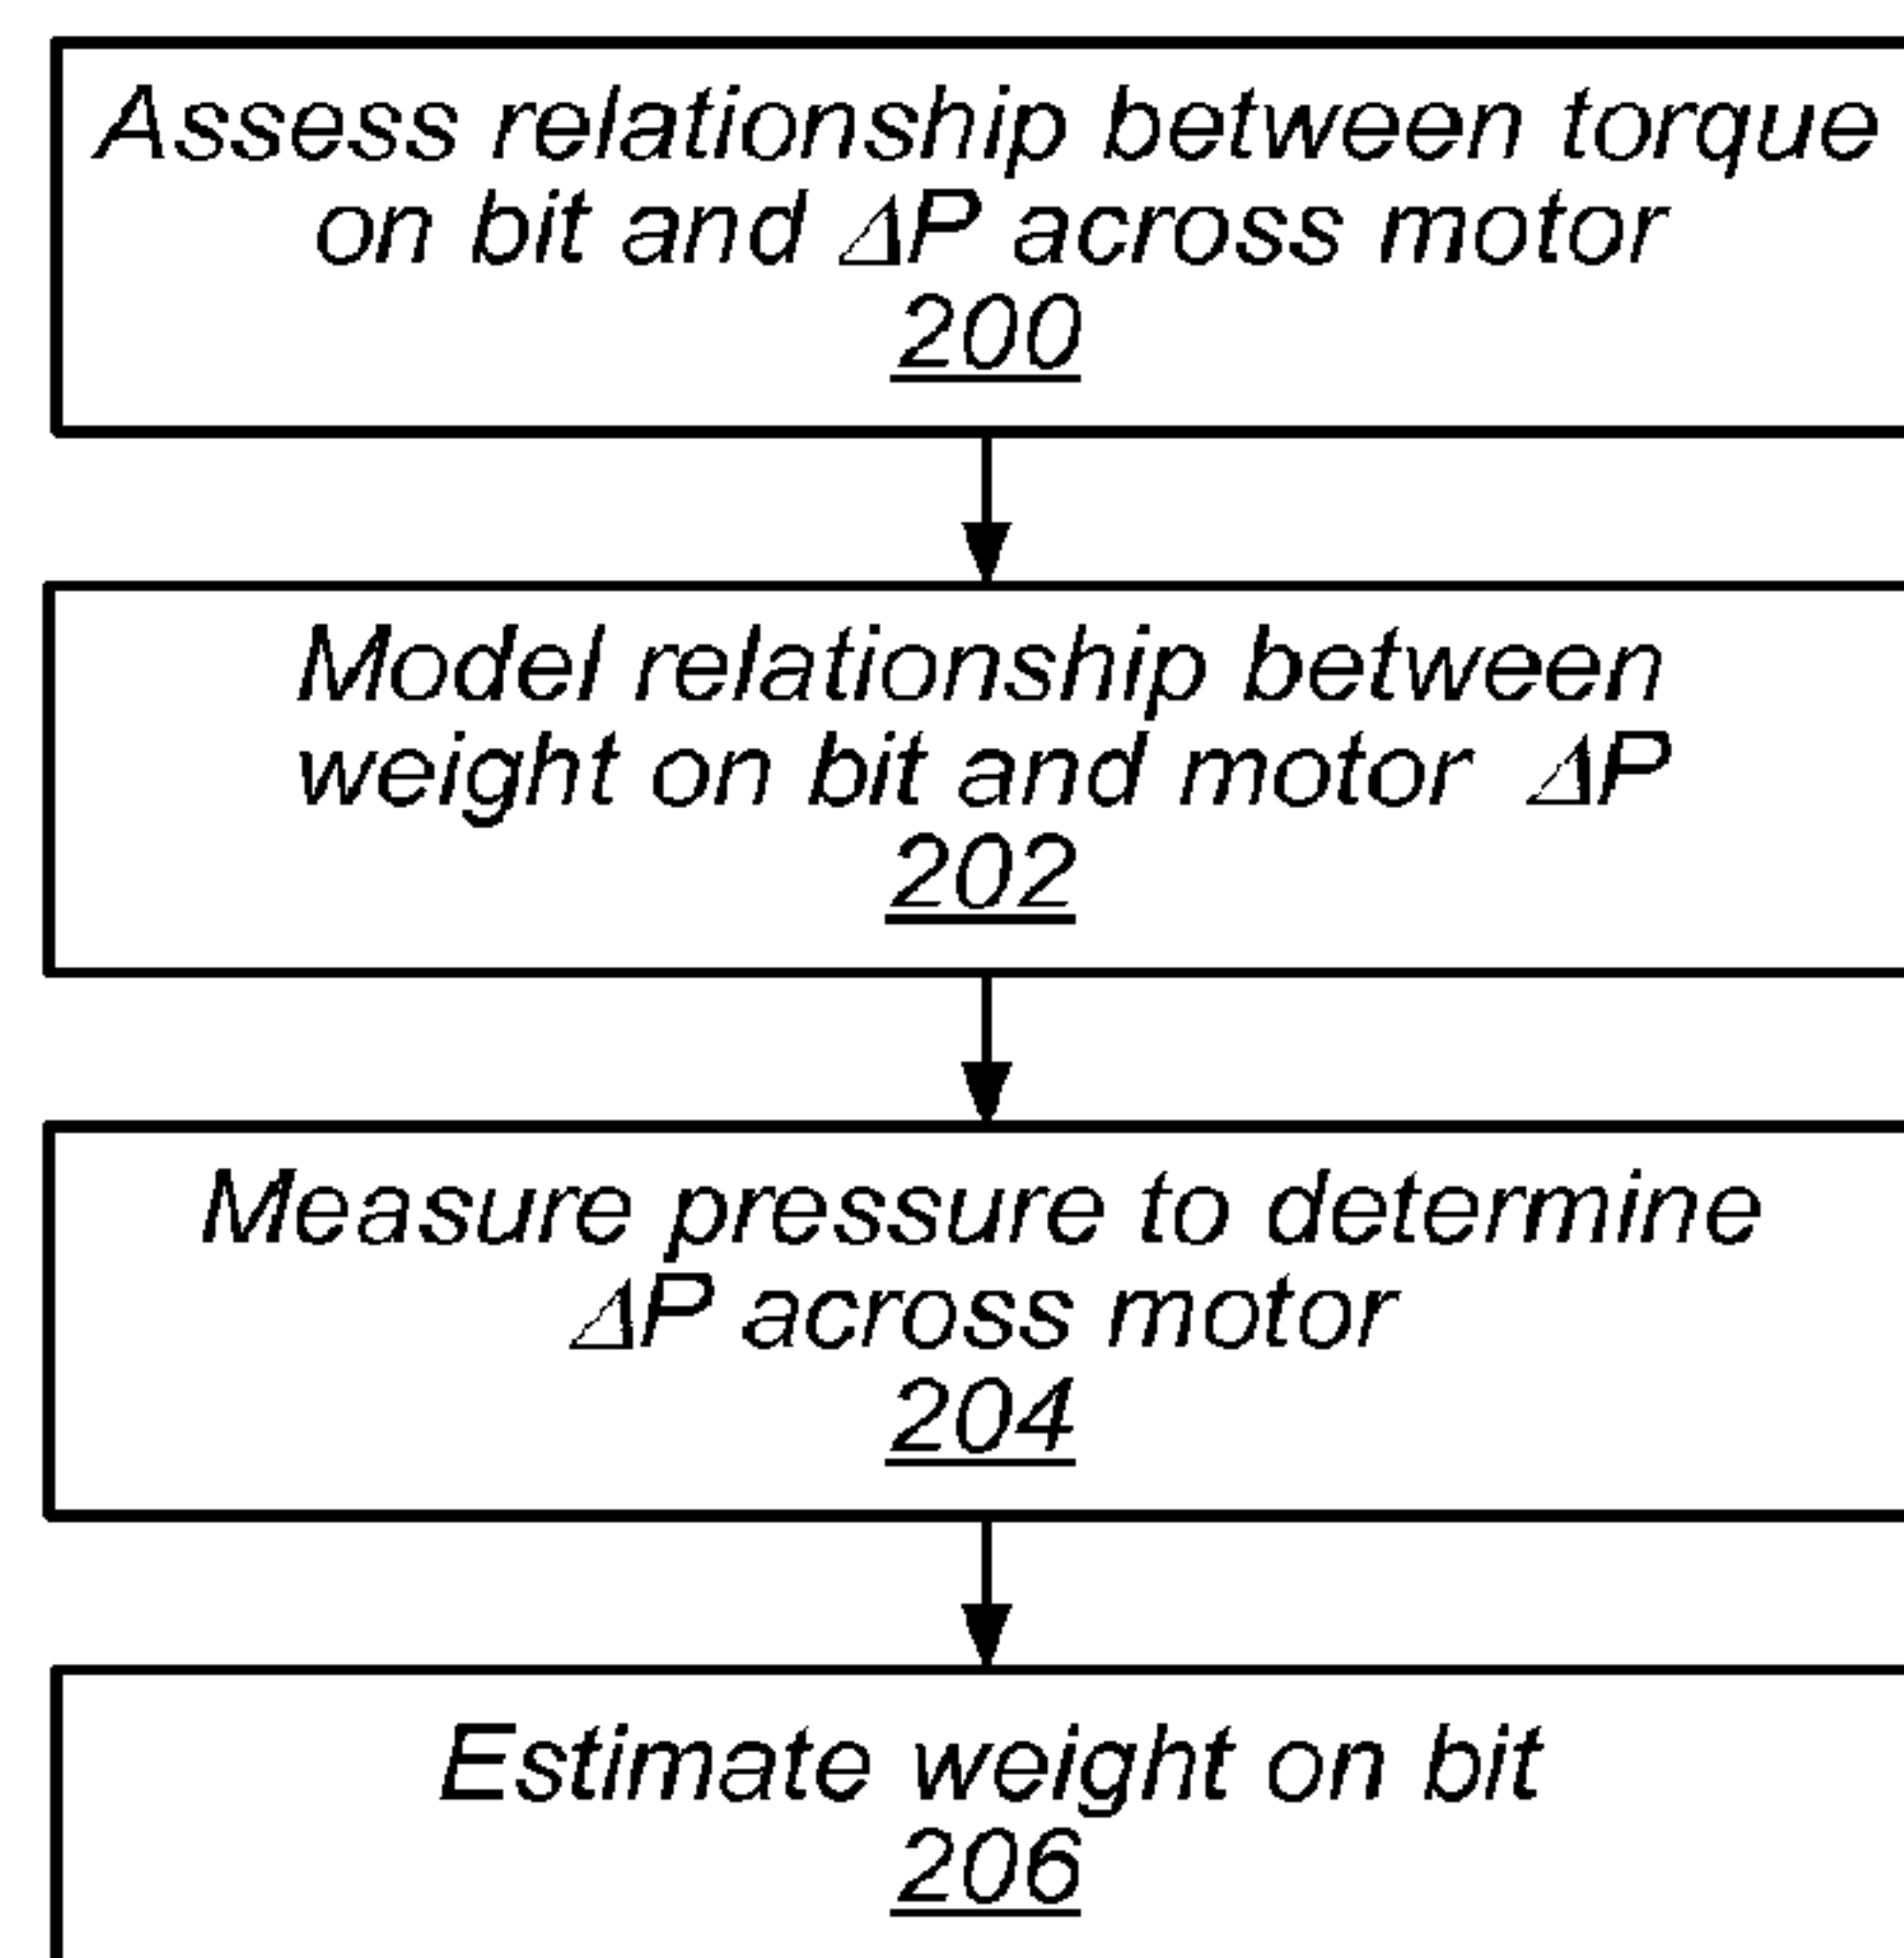 Assess relationship between torque
on bit and ΔP across motor
200
Model relationship between
weight on bit and motor ΔP
202
Measure pressure to determine
ΔP across motor
204
Estimate weight on bit
206